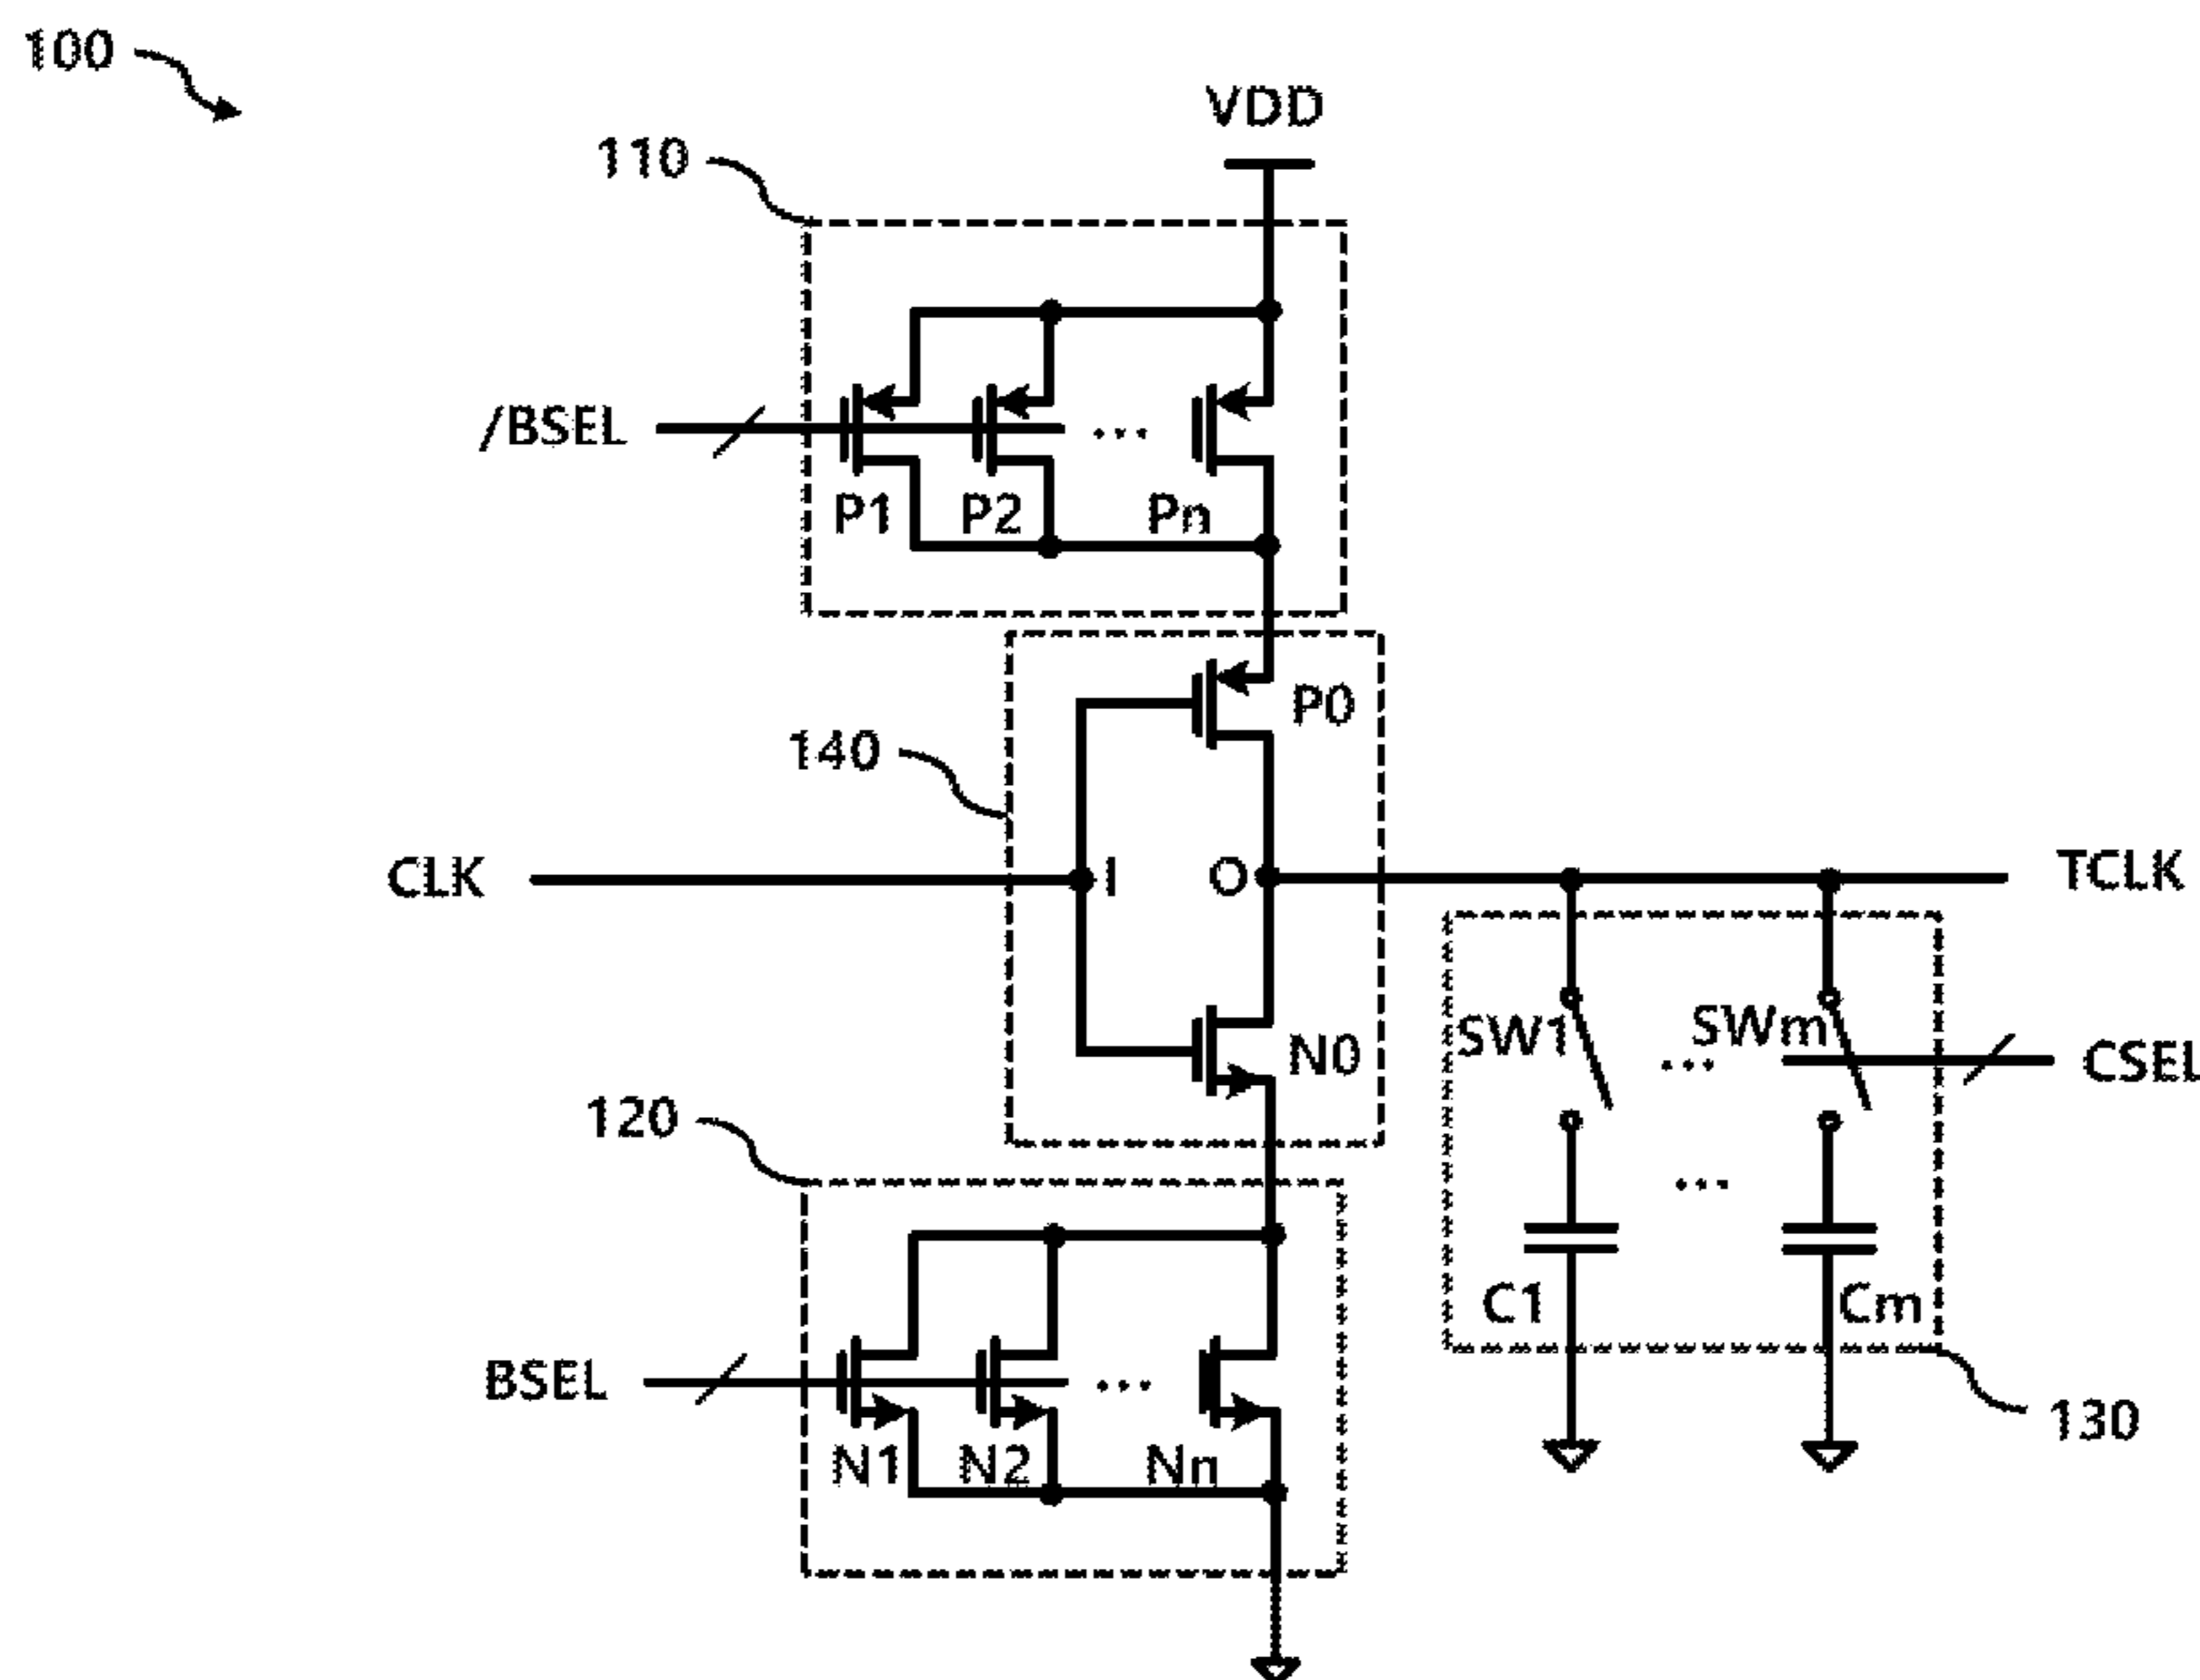 100
VDD
110
/BSEL
...
P1
P2
Pn
P0
140
CLK
I
O
TCLK
SW1
SWm
...
CSEL
N0
120
...
C1
Cm
BSEL
...
N1
N2
Nn
130